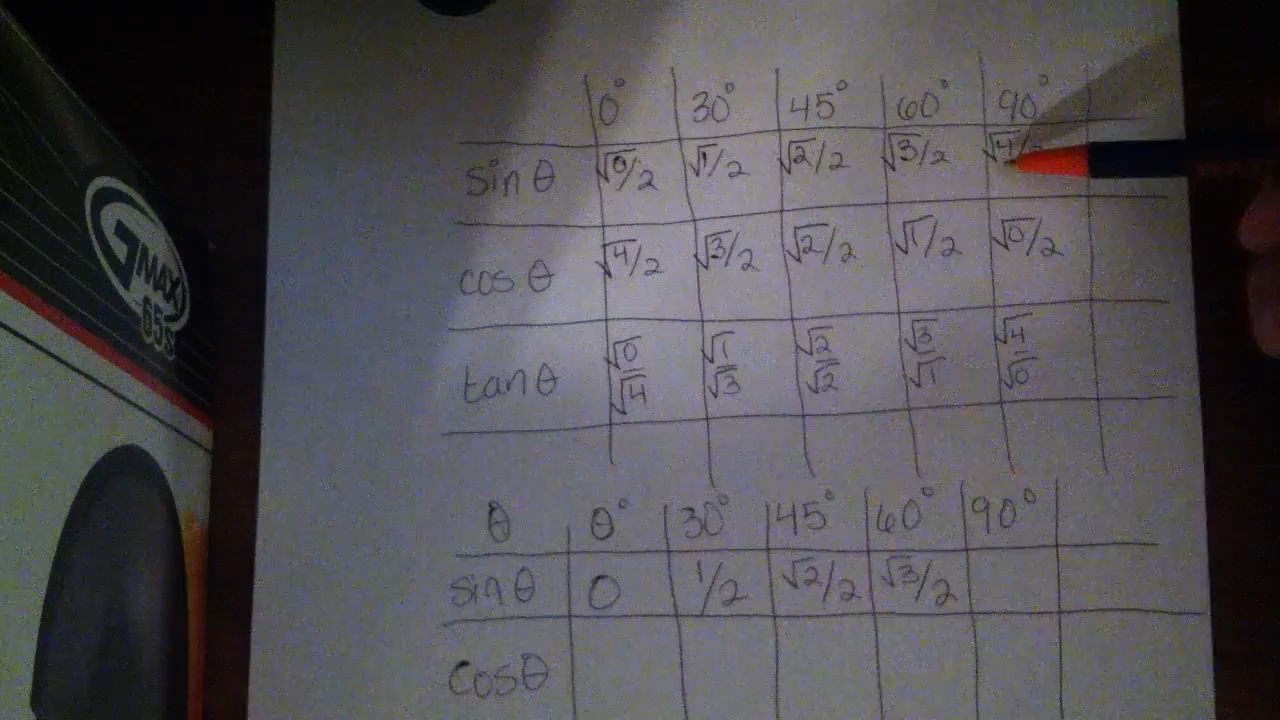 GMAX
65s
0° 30° 45° 60° 90°
sin θ √0/2 √1/2 √2/2 √3/2 √4/2
cos θ √4/2 √3/2 √2/2 √1/2 √0/2
tan θ √0/√4 √1/√3 √2/√2 √3/√1 √4/√0
θ θ° 30° 45° 60° 90°
sin θ 0 1/2 √2/2 √3/2
cos θ